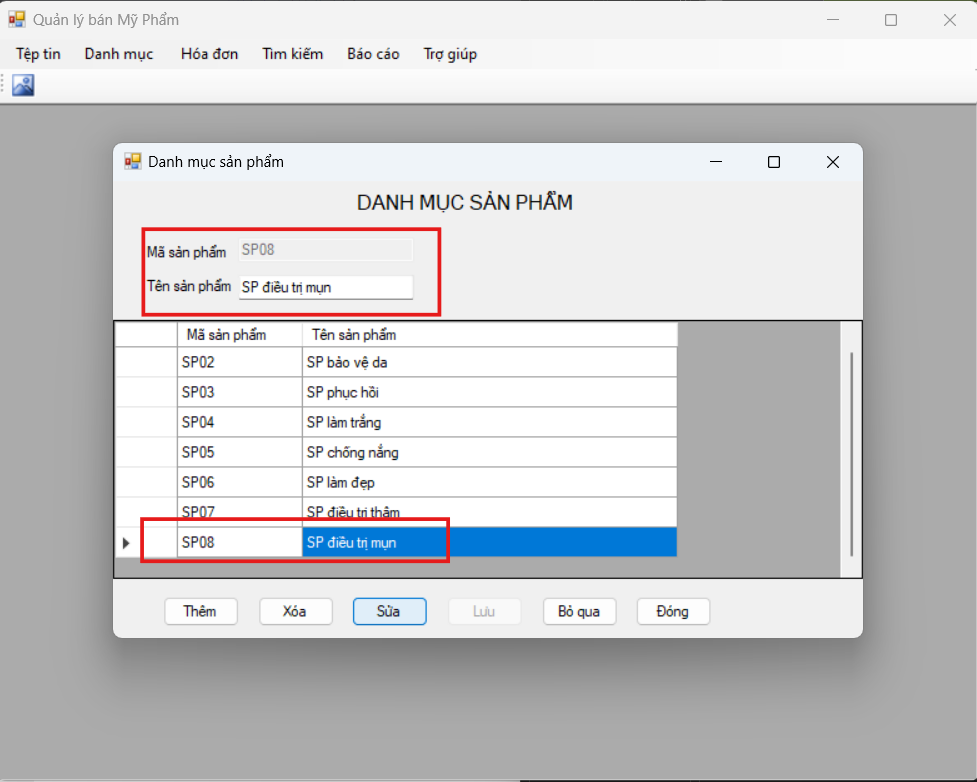 Quản lý bán Mỹ Phẩm
Tệp tin Danh mục Hóa đơn Tìm kiếm Báo cáo Trợ giúp
Danh mục sản phẩm
DANH MỤC SẢN PHẨM
Mã sản phẩm SP08
Tên sản phẩm SP điều trị mụn
Mã sản phẩm Tên sản phẩm
SP02 SP bảo vệ da
SP03 SP phục hồi
SP04 SP làm trắng
SP05 SP chống nắng
SP06 SP làm đẹp
SP07 SP điều trị thâm
SP08 SP điều trị mụn
Thêm Xóa Sửa Lưu Bỏ qua Đóng